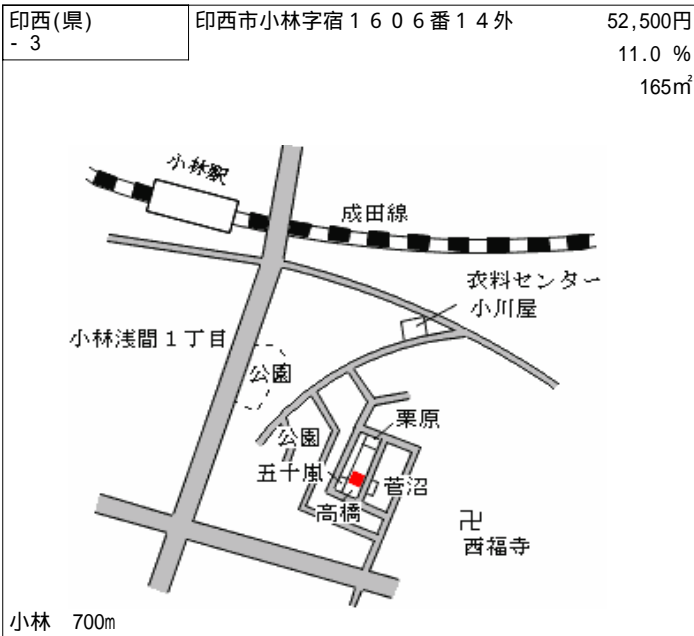 印西(県)
- 3
印西市小林字宿１６０６番１４外
52,500円
11.0 %
165㎡
小林駅
成田線
衣料センター
小川屋
小林浅間１丁目
公園
栗原
公園
五十嵐
菅沼
高橋
卍
西福寺
小林 700m